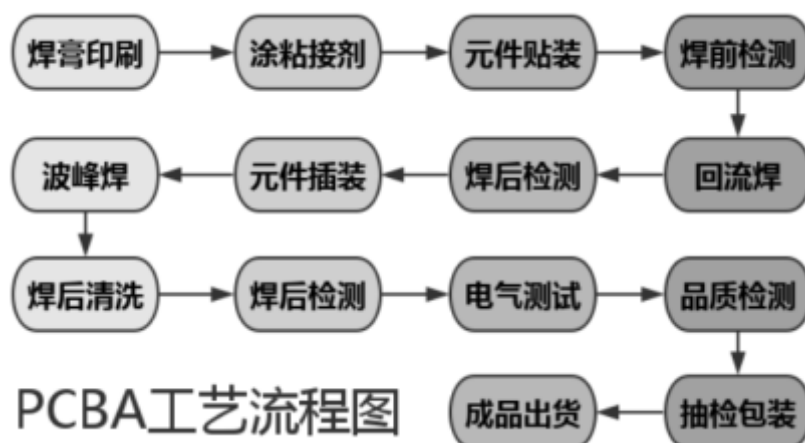 焊膏印刷
涂粘接剂
元件贴装
焊前检测
回流焊
焊后检测
元件插装
波峰焊
焊后清洗
焊后检测
电气测试
品质检测
抽检包装
成品出货
PCBA工艺流程图